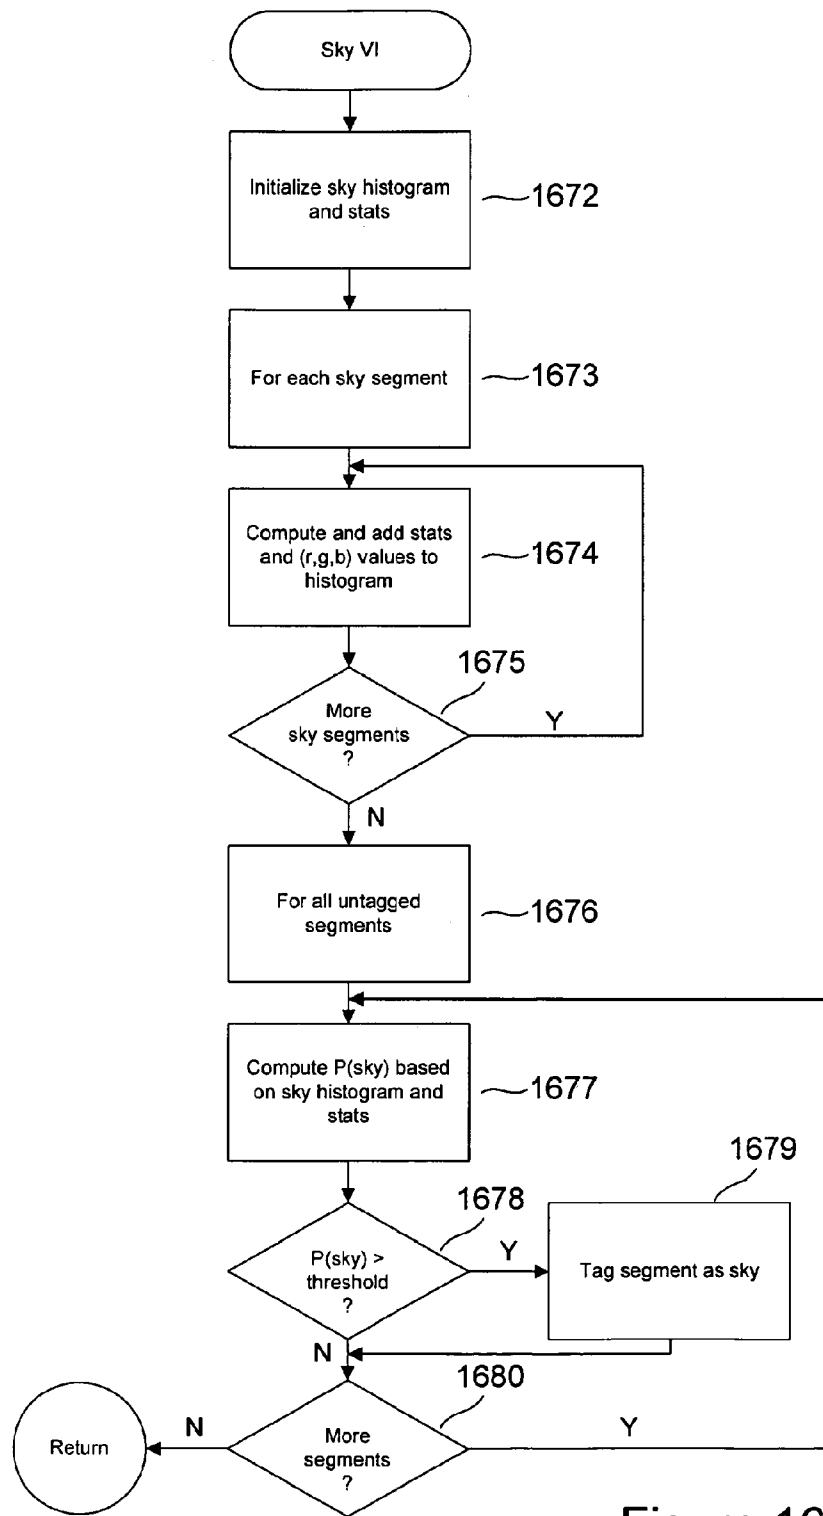 Sky VI
Initialize sky histogram
and stats
1672
For each sky segment
1673
Compute and add stats
and (r,g,b) values to
histogram
1674
1675
More
sky segments
?
Y
N
For all untagged
segments
1676
Compute P(sky) based
on sky histogram and
stats
1677
1678
1679
P(sky) >
threshold
?
Y
Tag segment as sky
N
1680
Return
N
More
segments
?
Y
Figure 16